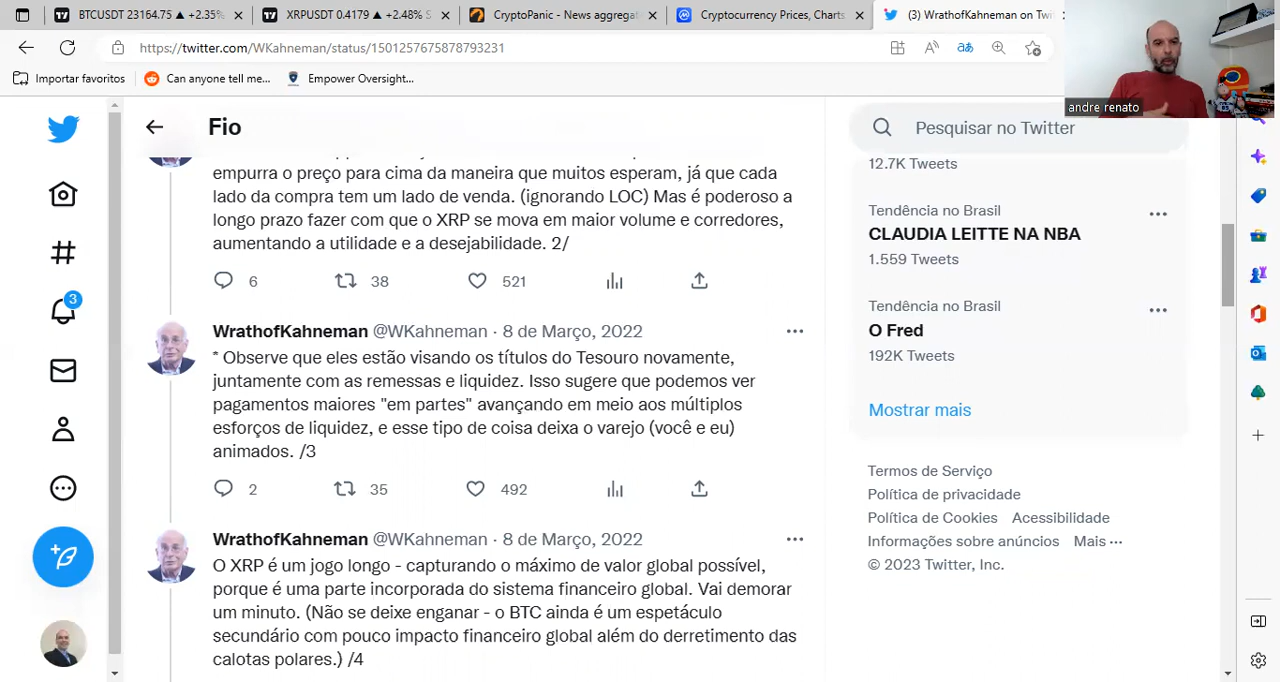 BTCUSDT 23164.75 ▲ +2.35%
XRPUSDT 0.4179 ▲ +2.48% S
CryptoPanic - News aggregat
Cryptocurrency Prices, Charts
(3) WrathofKahneman on Twi
https://twitter.com/WKahneman/status/1501257675878793231
Importar favoritos
Can anyone tell me...
Empower Oversight...
andre renato
Fio
empurra o preço para cima da maneira que muitos esperam, já que cada
lado da compra tem um lado de venda. (ignorando LOC) Mas é poderoso a
longo prazo fazer com que o XRP se mova em maior volume e corredores,
aumentando a utilidade e a desejabilidade. 2/
6 38 521
3
WrathofKahneman @WKahneman · 8 de Março, 2022 ···
* Observe que eles estão visando os títulos do Tesouro novamente,
juntamente com as remessas e liquidez. Isso sugere que podemos ver
pagamentos maiores "em partes" avançando em meio aos múltiplos
esforços de liquidez, e esse tipo de coisa deixa o varejo (você e eu)
animados. /3
2 35 492
WrathofKahneman @WKahneman · 8 de Março, 2022 ···
O XRP é um jogo longo - capturando o máximo de valor global possível,
porque é uma parte incorporada do sistema financeiro global. Vai demorar
um minuto. (Não se deixe enganar - o BTC ainda é um espetáculo
secundário com pouco impacto financeiro global além do derretimento das
calotas polares.) /4
Pesquisar no Twitter
12.7K Tweets
Tendência no Brasil
CLAUDIA LEITTE NA NBA
1.559 Tweets
Tendência no Brasil
O Fred
192K Tweets
Mostrar mais
Termos de Serviço
Política de privacidade
Política de Cookies Acessibilidade
Informações sobre anúncios Mais ···
© 2023 Twitter, Inc.